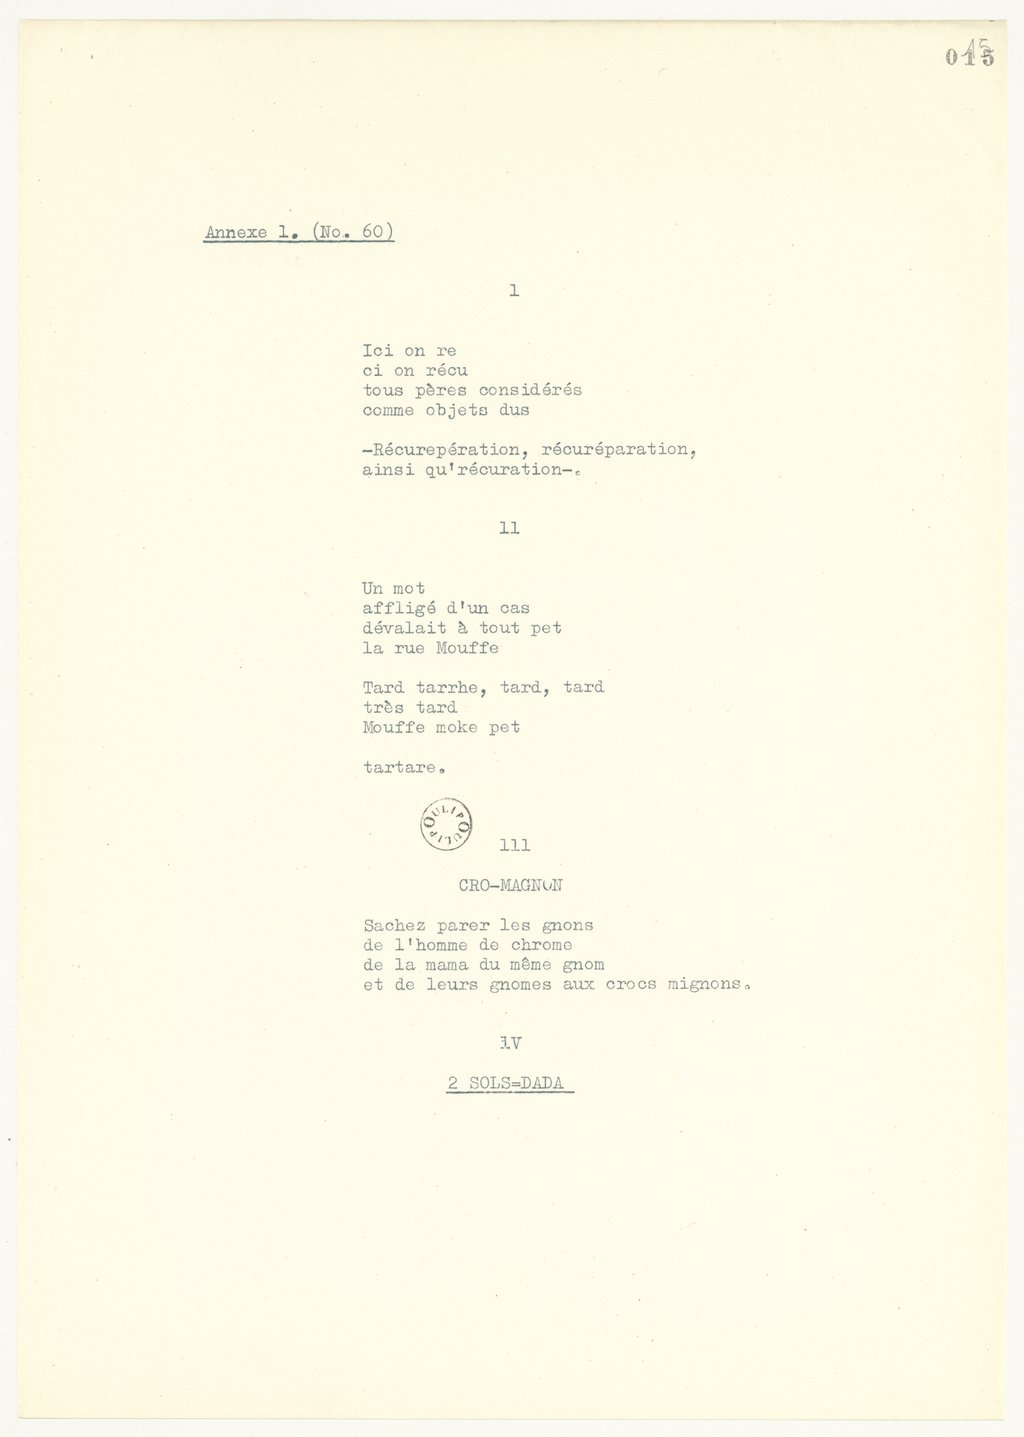 015
15
Annexe 1. (No. 60)
1
Ici on re
ci on récu
tous pères considérés
comme objets dus
-Récurepération, récuréparation,
ainsi qu'récuration-.
11
Un mot
affligé d'un cas
dévalait à tout pet
la rue Mouffe
Tard tarrhe, tard, tard
très tard
Mouffe moke pet
tartare.
OULIPO OULIP
111
CRO-MAGNON
Sachez parer les gnons
de l'homme de chrome
de la mama du même gnom
et de leurs gnomes aux crocs mignons.
1V
2 SOLS=DADA